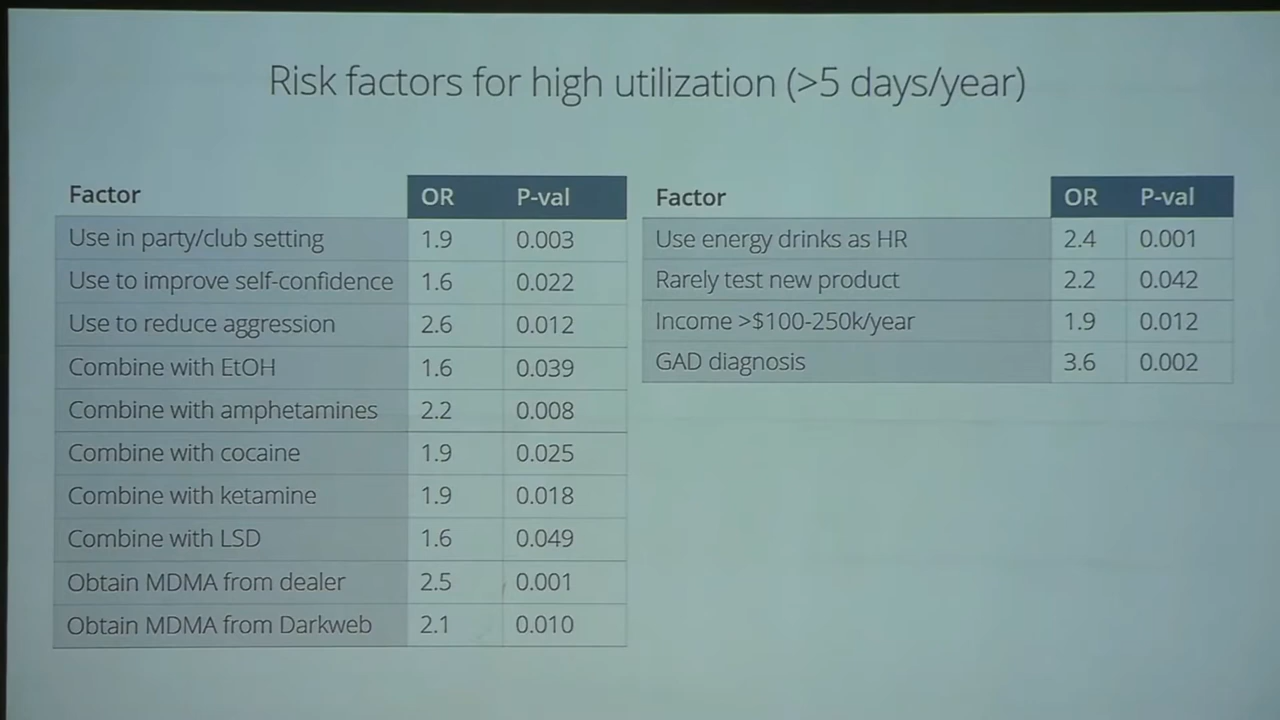 Risk factors for high utilization (>5 days/year)
Factor OR P-val
Use in party/club setting 1.9 0.003
Use to improve self-confidence 1.6 0.022
Use to reduce aggression 2.6 0.012
Combine with EtOH 1.6 0.039
Combine with amphetamines 2.2 0.008
Combine with cocaine 1.9 0.025
Combine with ketamine 1.9 0.018
Combine with LSD 1.6 0.049
Obtain MDMA from dealer 2.5 0.001
Obtain MDMA from Darkweb 2.1 0.010
Factor OR P-val
Use energy drinks as HR 2.4 0.001
Rarely test new product 2.2 0.042
Income >$100-250k/year 1.9 0.012
GAD diagnosis 3.6 0.002